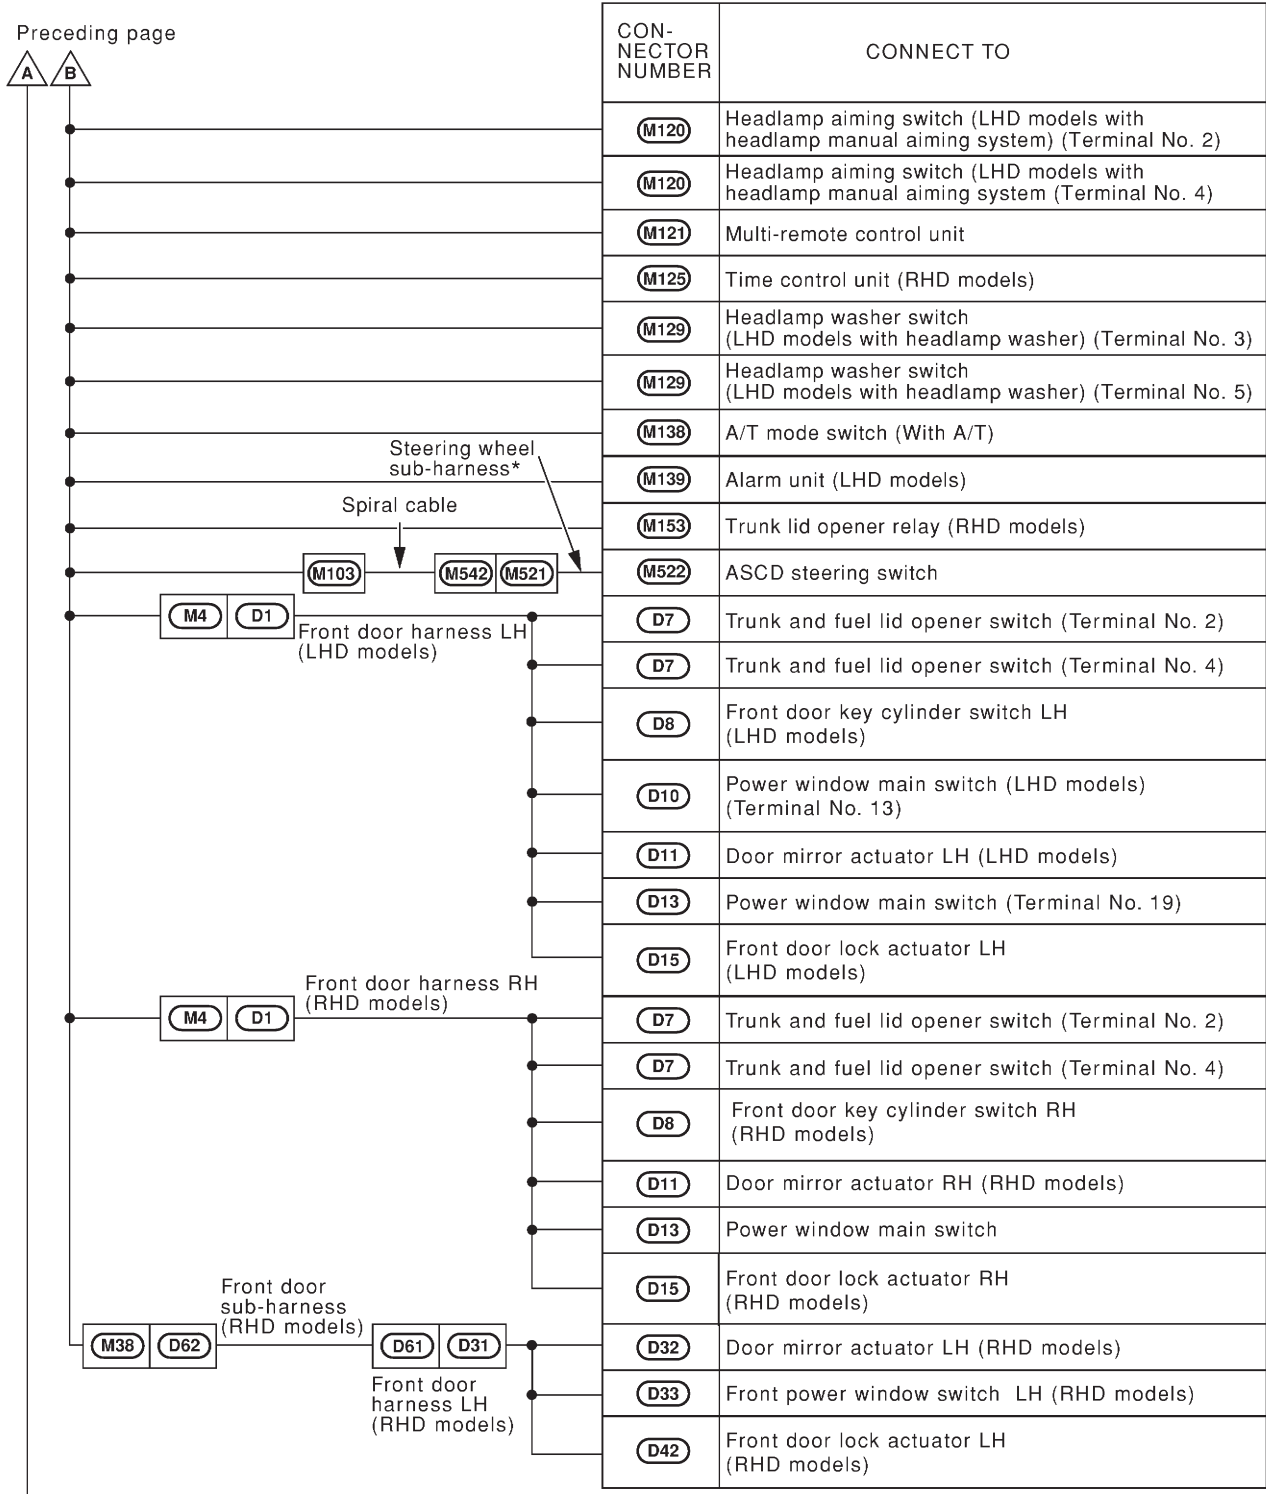 Preceding page
A B
CON-
NECTOR
NUMBER
CONNECT TO
M120 Headlamp aiming switch (LHD models with
headlamp manual aiming system) (Terminal No. 2)
M120 Headlamp aiming switch (LHD models with
headlamp manual aiming system (Terminal No. 4)
M121 Multi-remote control unit
M125 Time control unit (RHD models)
M129 Headlamp washer switch
(LHD models with headlamp washer) (Terminal No. 3)
M129 Headlamp washer switch
(LHD models with headlamp washer) (Terminal No. 5)
M138 A/T mode switch (With A/T)
Steering wheel
sub-harness*
M139 Alarm unit (LHD models)
Spiral cable
M153 Trunk lid opener relay (RHD models)
M103 M542 M521 M522 ASCD steering switch
M4 D1 Front door harness LH
(LHD models)
D7 Trunk and fuel lid opener switch (Terminal No. 2)
D7 Trunk and fuel lid opener switch (Terminal No. 4)
D8 Front door key cylinder switch LH
(LHD models)
D10 Power window main switch (LHD models)
(Terminal No. 13)
D11 Door mirror actuator LH (LHD models)
D13 Power window main switch (Terminal No. 19)
D15 Front door lock actuator LH
(LHD models)
Front door harness RH
(RHD models)
M4 D1 D7 Trunk and fuel lid opener switch (Terminal No. 2)
D7 Trunk and fuel lid opener switch (Terminal No. 4)
D8 Front door key cylinder switch RH
(RHD models)
D11 Door mirror actuator RH (RHD models)
D13 Power window main switch
D15 Front door lock actuator RH
(RHD models)
Front door
sub-harness
(RHD models)
M38 D62 D61 D31 D32 Door mirror actuator LH (RHD models)
Front door
harness LH
(RHD models)
D33 Front power window switch LH (RHD models)
D42 Front door lock actuator LH
(RHD models)